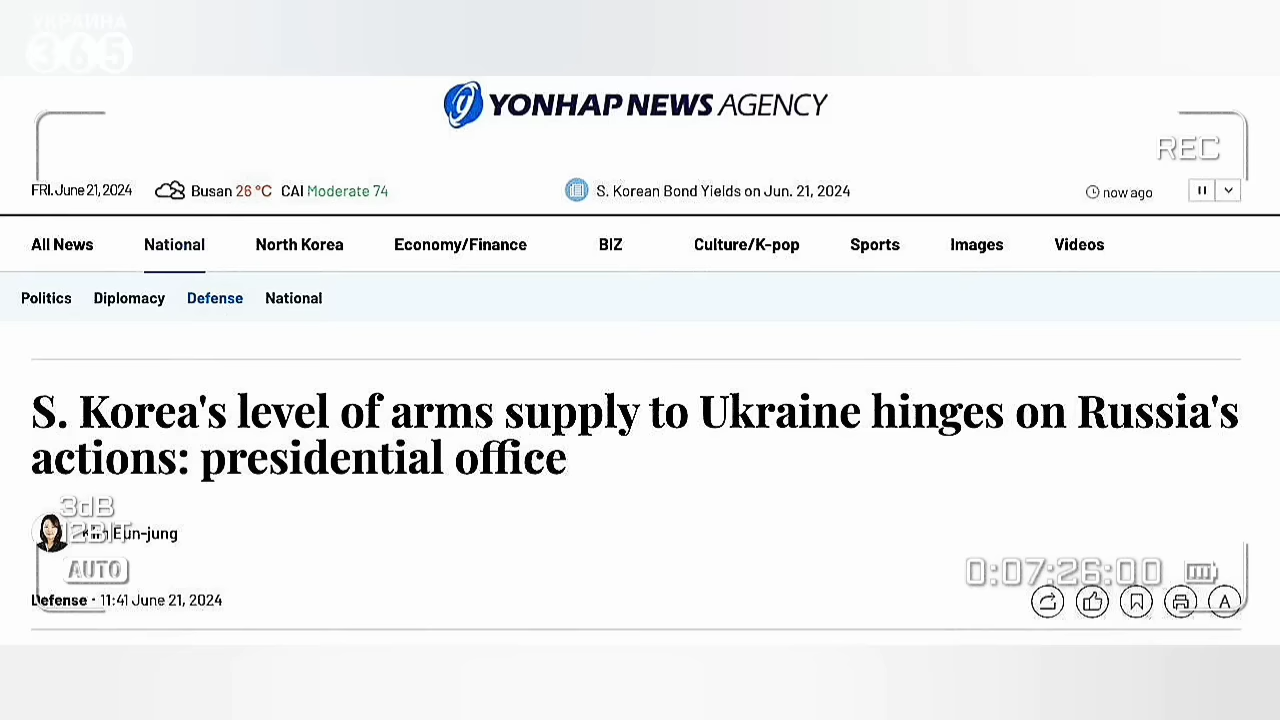 УКРАИНА
365
YONHAP NEWS AGENCY
REC
FRI. June 21, 2024 Busan 26 °C CAI Moderate 74 S. Korean Bond Yields on Jun. 21, 2024 now ago
All News National North Korea Economy/Finance BIZ Culture/K-pop Sports Images Videos
Politics Diplomacy Defense National
S. Korea's level of arms supply to Ukraine hinges on Russia's
actions: presidential office
3dB
Eun-jung
AUTO
0:07:26:00
Defense · 11:41 June 21, 2024
A